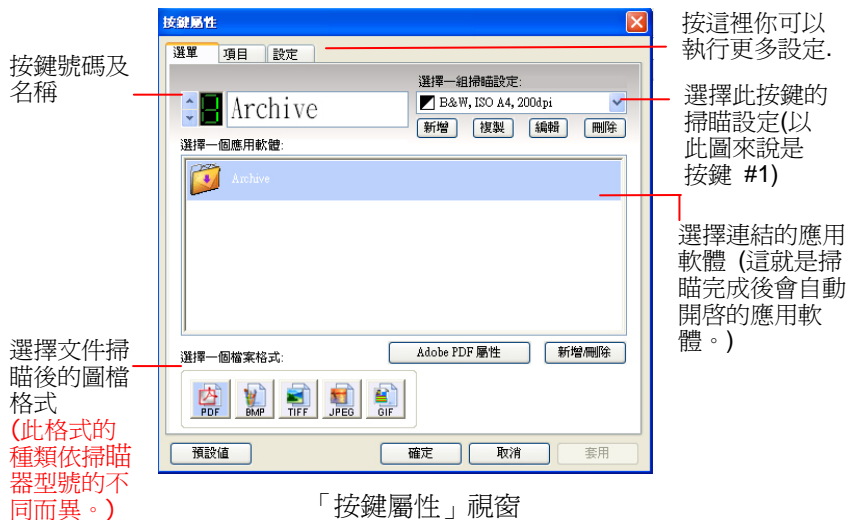 按鍵屬性
選單 項目 設定
按這裡你可以
執行更多設定.
按鍵號碼及
名稱
選擇一組掃瞄設定:
Archive
B&W, ISO A4, 200dpi
新增 複製 編輯 刪除
選擇此按鍵的
掃瞄設定(以
此圖來說是
按鍵 #1)
選擇一個應用軟體:
Archive
選擇連結的應用
軟體 (這就是掃
瞄完成後會自動
開啓的應用軟
體。)
選擇文件掃
瞄後的圖檔
格式
(此格式的
種類依掃瞄
器型號的不
同而異。)
選擇一個檔案格式:
Adobe PDF 屬性 新增/刪除
PDF BMP TIFF JPEG GIF
預設值 確定 取消 套用
「按鍵屬性」視窗